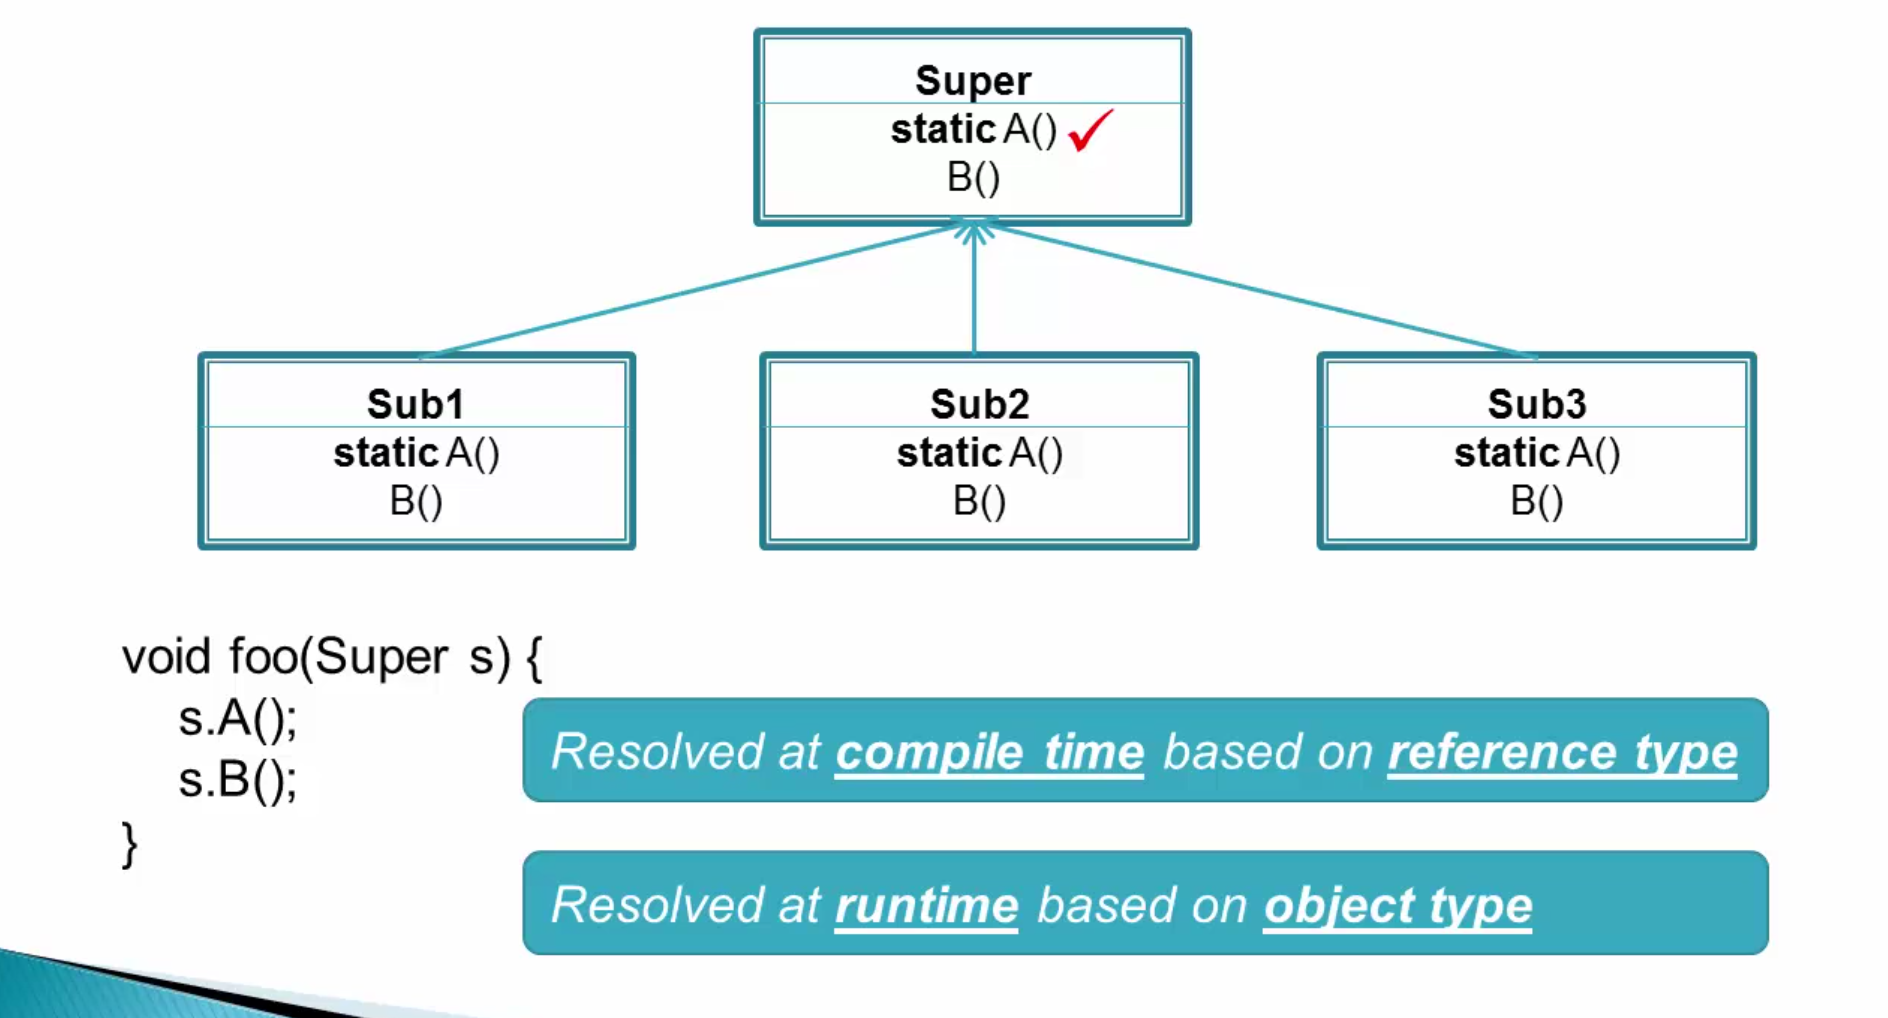 Super
static A()
B()
Sub1
static A()
B()
Sub2
static A()
B()
Sub3
static A()
B()
void foo(Super s) {
s.A();
s.B();
}
Resolved at compile time based on reference type
Resolved at runtime based on object type